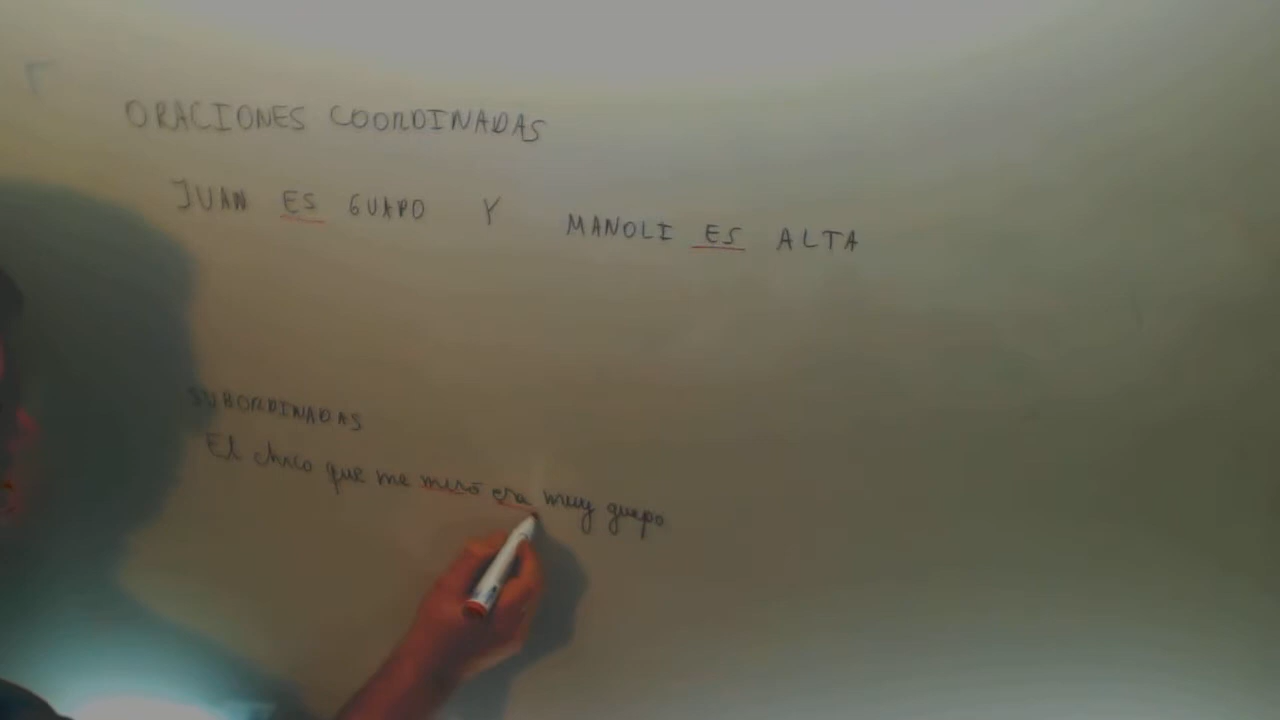 ORACIONES COORDINADAS
JUAN ES GUAPO Y MANOLI ES ALTA
SUBORDINADAS
El chico que me miró era muy guapo